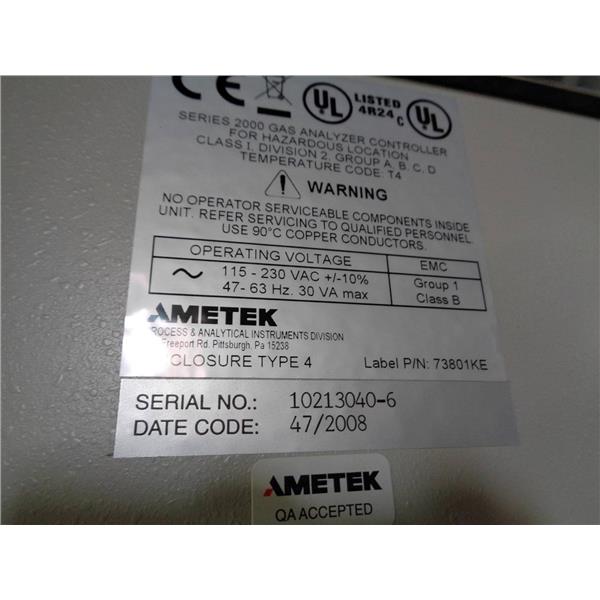 CE UL LISTED 4R24 c UL
SERIES 2000 GAS ANALYZER CONTROLLER
FOR HAZARDOUS LOCATION
CLASS I, DIVISION 2, GROUP A, B, C, D
TEMPERATURE CODE: T4
WARNING
NO OPERATOR SERVICEABLE COMPONENTS INSIDE
UNIT. REFER SERVICING TO QUALIFIED PERSONNEL.
USE 90°C COPPER CONDUCTORS.
OPERATING VOLTAGE
~ 115 - 230 VAC +/-10%
47- 63 Hz. 30 VA max
EMC
Group 1
Class B
AMETEK
ROCESS & ANALYTICAL INSTRUMENTS DIVISION
Freeport Rd. Pittsburgh, Pa 15238
CLOSURE TYPE 4 Label P/N: 73801KE
SERIAL NO.: 10213040-6
DATE CODE: 47/2008
AMETEK
QA ACCEPTED